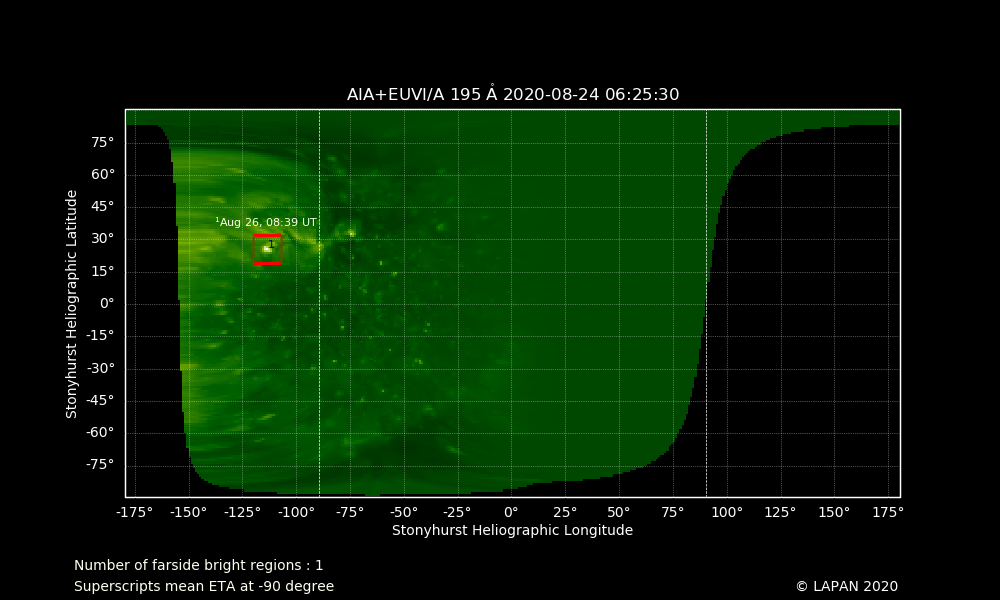 AIA+EUVI/A 195 Å 2020-08-24 06:25:30
Stonyhurst Heliographic Latitude
75°
60°
45°
30°
15°
0°
-15°
-30°
-45°
-60°
-75°
¹Aug 26, 08:39 UT
1
-175° -150° -125° -100° -75° -50° -25° 0° 25° 50° 75° 100° 125° 150° 175°
Stonyhurst Heliographic Longitude
Number of farside bright regions : 1
Superscripts mean ETA at -90 degree
© LAPAN 2020